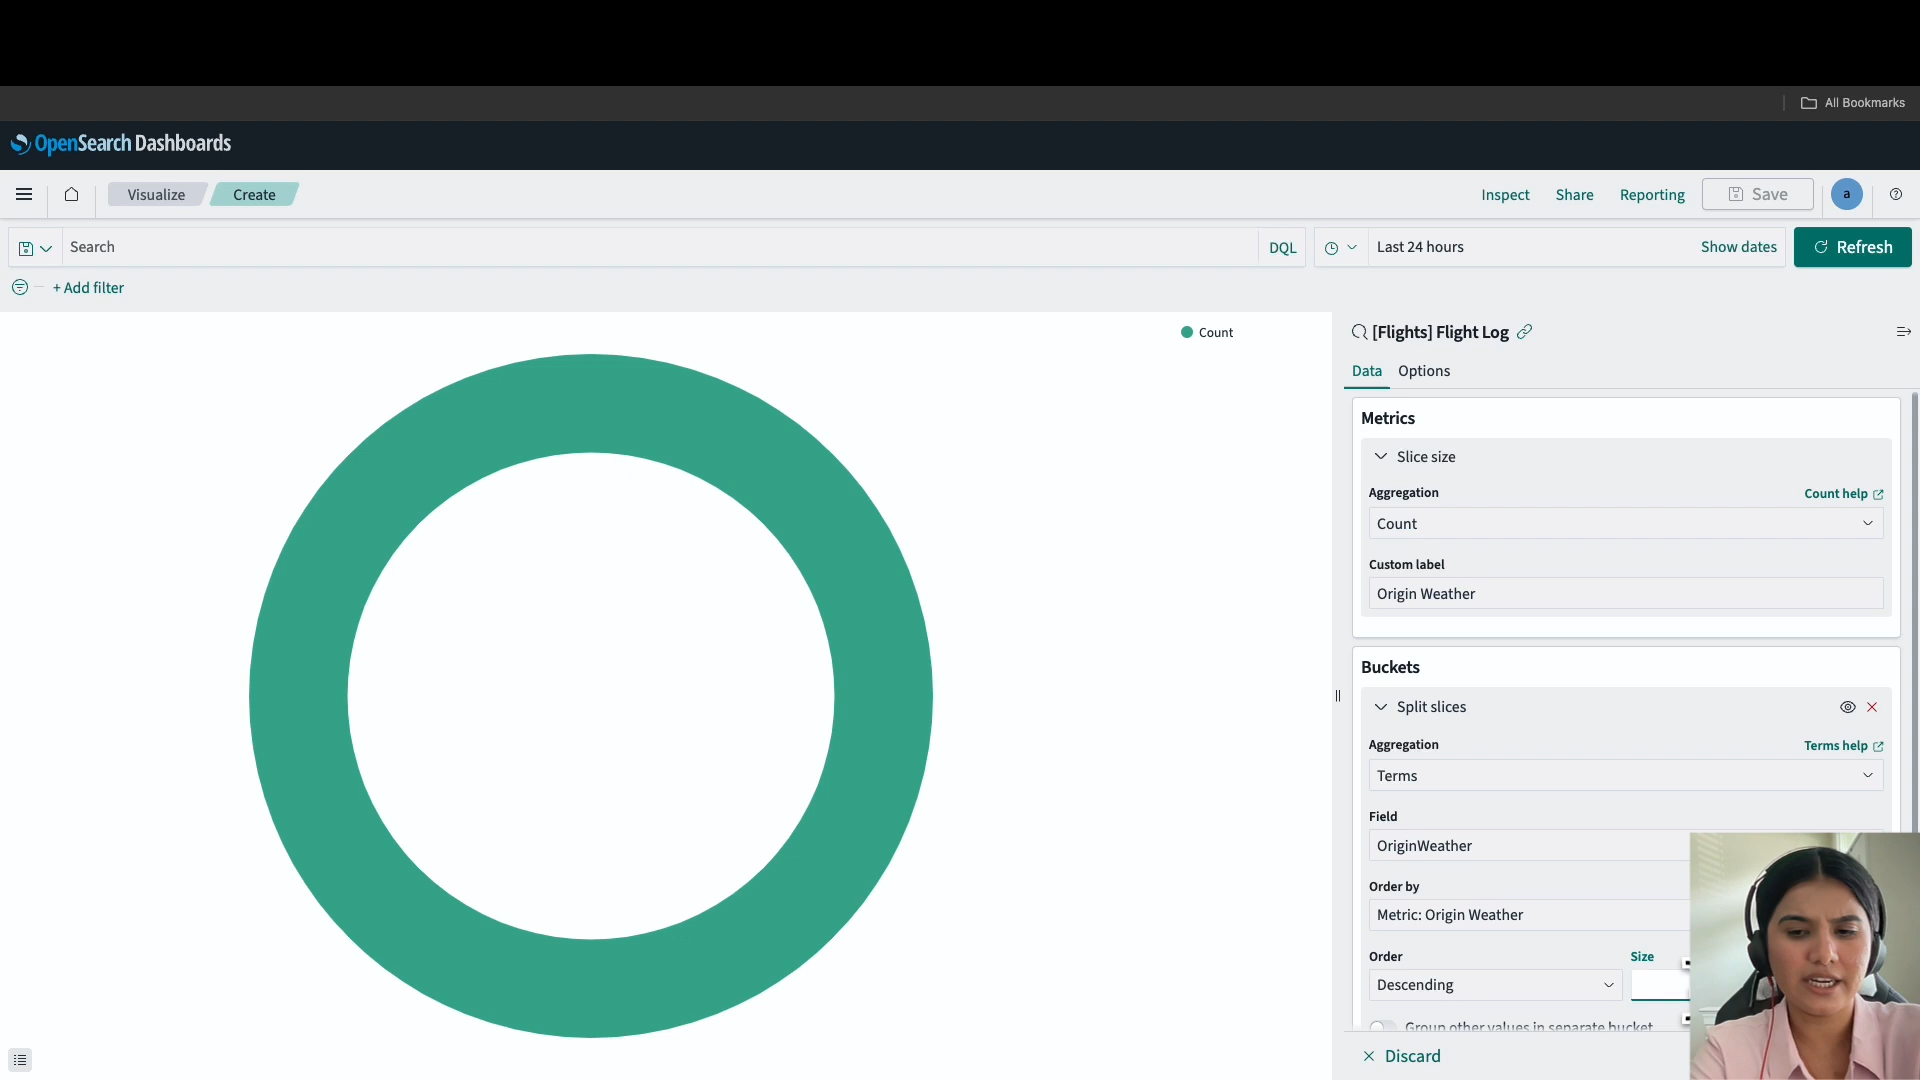 All Bookmarks
OpenSearch Dashboards
Visualize
Create
Inspect
Share
Reporting
Save
a
Search
DQL
Last 24 hours
Show dates
Refresh
+ Add filter
Count
[Flights] Flight Log
Data
Options
Metrics
Slice size
Aggregation
Count help
Count
Custom label
Origin Weather
Buckets
Split slices
Aggregation
Terms help
Terms
Field
OriginWeather
Order by
Metric: Origin Weather
Order
Size
Descending
Group other values in separate bucket
Discard